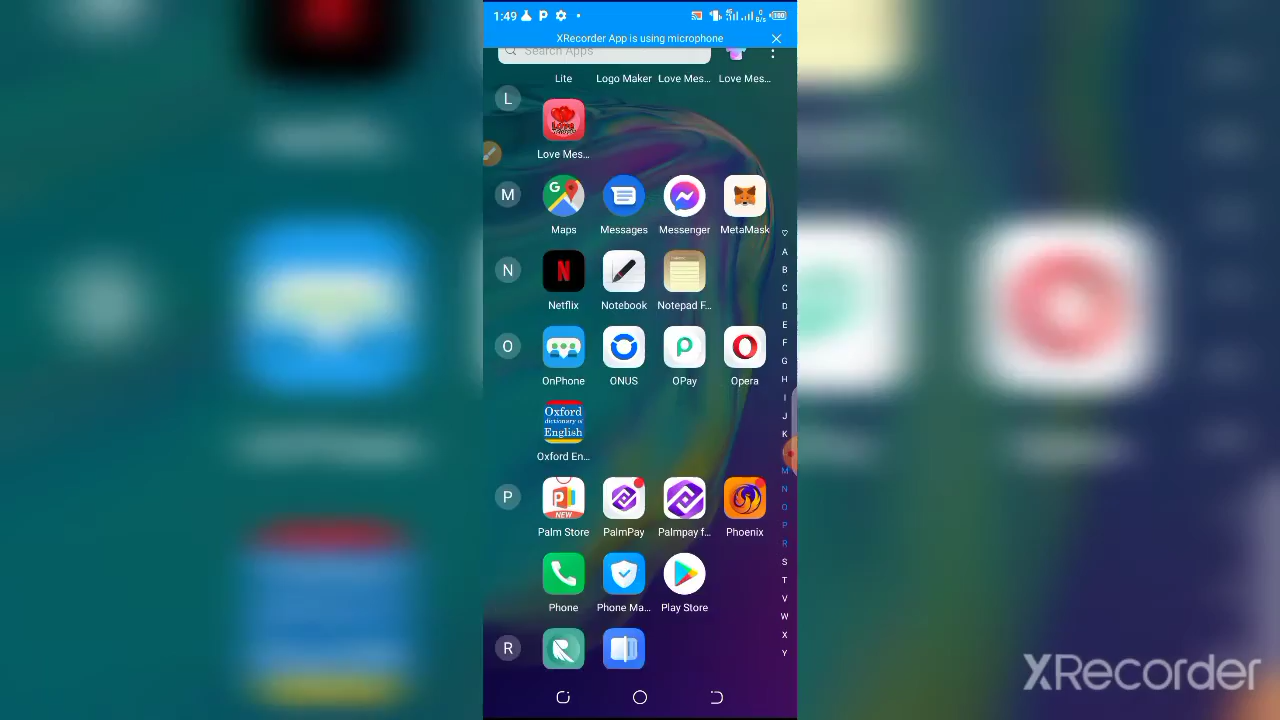 1:49 P 0 B/s 100
XRecorder App is using microphone
Search Apps
Lite Logo Maker Love Mes... Love Mes...
L
Love Mes...
M
Maps Messages Messenger MetaMask
N
Netflix Notebook Notepad F...
O
OnPhone ONUS OPay Opera
Oxford
dictionary of
English
Oxford En...
P
NEW
Palm Store PalmPay Palmpay f... Phoenix
Phone Phone Ma... Play Store
R
A
B
C
D
E
F
G
H
I
J
K
M
N
O
P
R
S
T
V
W
X
Y
XRecorder